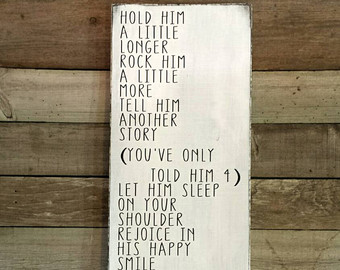 HOLD HIM
A LITTLE
LONGER
ROCK HIM
A LITTLE
MORE
TELL HIM
ANOTHER
STORY
(YOU'VE ONLY
TOLD HIM 4)
LET HIM SLEEP
ON YOUR
SHOULDER
REJOICE IN
HIS HAPPY
SMILE